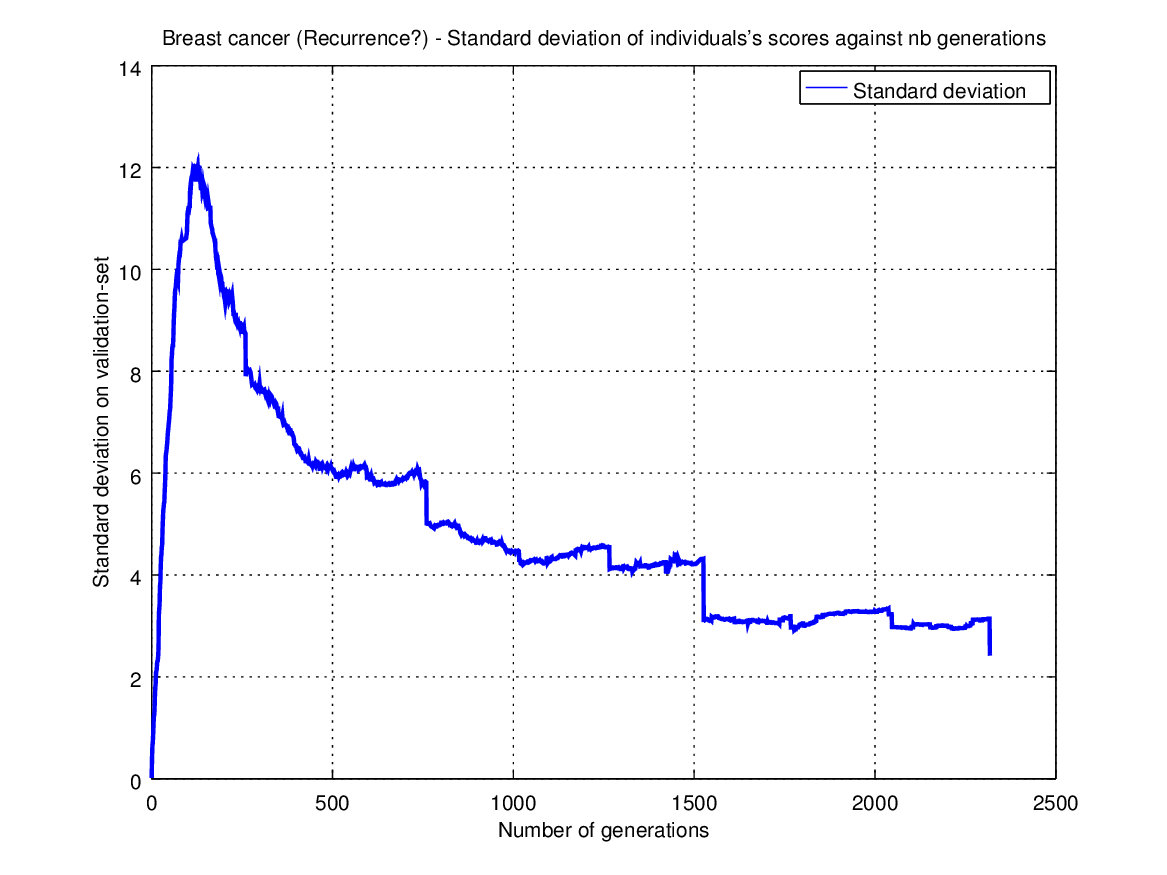 Breast cancer (Recurrence?) - Standard deviation of individuals's scores against nb generations
14
Standard deviation
12
10
8
6
4
2
0
Standard deviation on validation-set
0 500 1000 1500 2000 2500
Number of generations